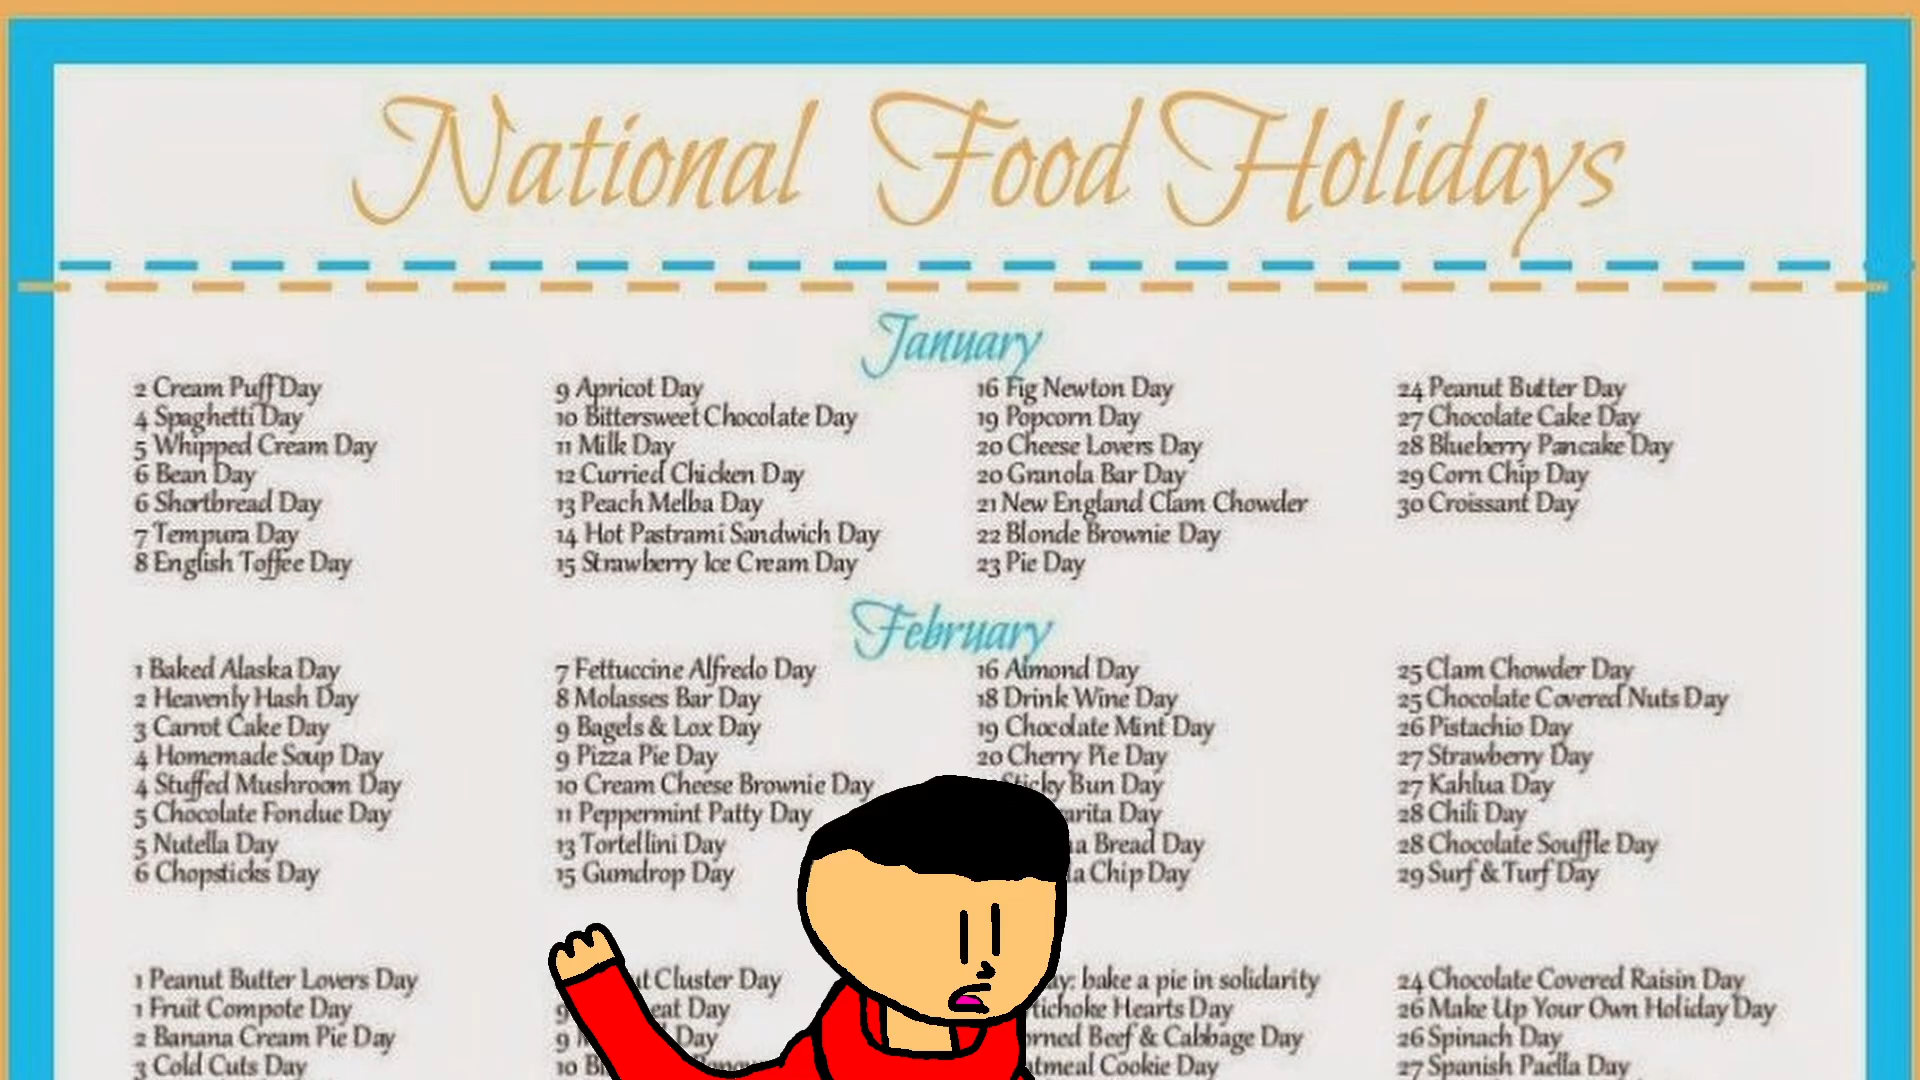 National Food Holidays
January
2 Cream Puff Day
4 Spaghetti Day
5 Whipped Cream Day
6 Bean Day
6 Shortbread Day
7 Tempura Day
8 English Toffee Day
9 Apricot Day
10 Bittersweet Chocolate Day
11 Milk Day
12 Curried Chicken Day
13 Peach Melba Day
14 Hot Pastrami Sandwich Day
15 Strawberry Ice Cream Day
16 Fig Newton Day
19 Popcorn Day
20 Cheese Lovers Day
20 Granola Bar Day
21 New England Clam Chowder
22 Blonde Brownie Day
23 Pie Day
24 Peanut Butter Day
27 Chocolate Cake Day
28 Blueberry Pancake Day
29 Corn Chip Day
30 Croissant Day
February
1 Baked Alaska Day
2 Heavenly Hash Day
3 Carrot Cake Day
4 Homemade Soup Day
4 Stuffed Mushroom Day
5 Chocolate Fondue Day
5 Nutella Day
6 Chopsticks Day
7 Fettuccine Alfredo Day
8 Molasses Bar Day
9 Bagels & Lox Day
9 Pizza Pie Day
10 Cream Cheese Brownie Day
11 Peppermint Patty Day
13 Tortellini Day
15 Gumdrop Day
16 Almond Day
18 Drink Wine Day
19 Chocolate Mint Day
20 Cherry Pie Day
Sticky Bun Day
Day
Bread Day
Chip Day
25 Clam Chowder Day
25 Chocolate Covered Nuts Day
26 Pistachio Day
27 Strawberry Day
27 Kahlua Day
28 Chili Day
28 Chocolate Souffle Day
29 Surf & Turf Day
1 Peanut Butter Lovers Day
1 Fruit Compote Day
2 Banana Cream Pie Day
3 Cold Cuts Day
Cluster Day
9 Day
9 Day
10
bake a pie in solidarity
Hearts Day
Beef & Cabbage Day
Cookie Day
24 Chocolate Covered Raisin Day
26 Make Up Your Own Holiday Day
26 Spinach Day
27 Spanish Paella Day